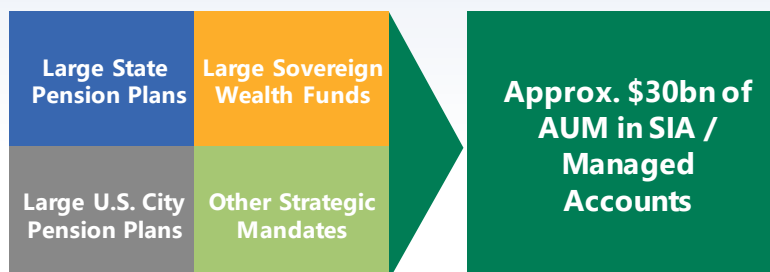 Large State
Pension Plans
Large Sovereign
Wealth Funds
Large U.S. City
Pension Plans
Other Strategic
Mandates
Approx. $30bn of
AUM in SIA /
Managed
Accounts